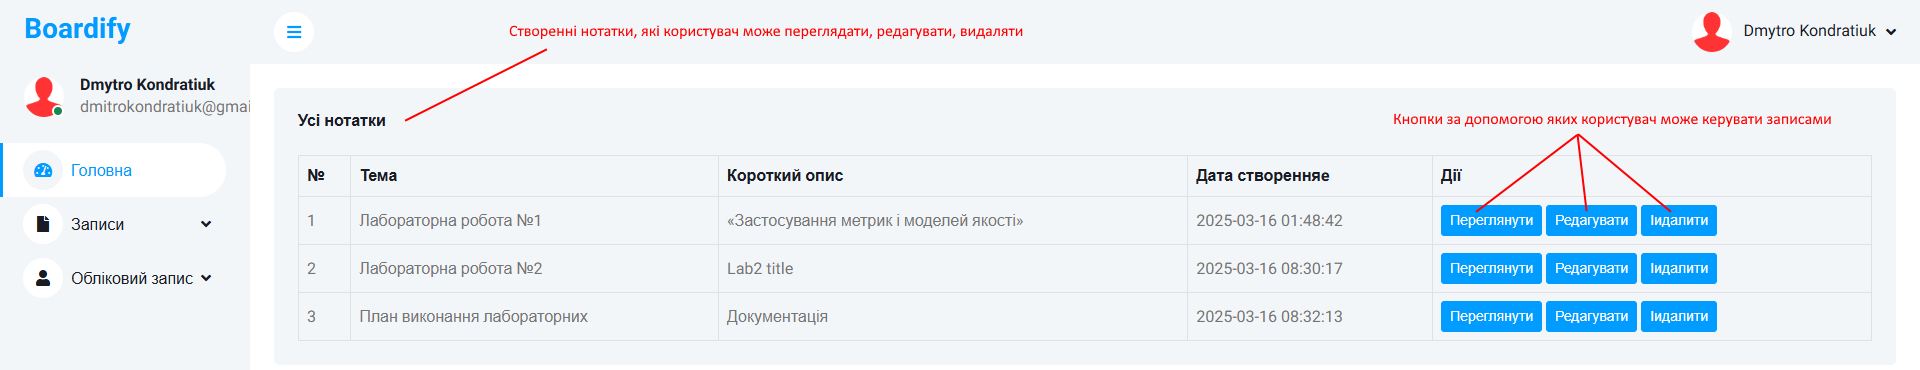 Boardify
Створенні нотатки, які користувач може переглядати, редагувати, видаляти
Dmytro Kondratiuk
Dmytro Kondratiuk
dmitrokondratiuk@gmai
Усі нотатки
Кнопки за допомогою яких користувач може керувати записами
Головна
Записи
Обліковий запис
№ Тема Короткий опис Дата створенняе Дії
1 Лабораторна робота №1 «Застосування метрик і моделей якості» 2025-03-16 01:48:42 Переглянути Редагувати Іидалити
2 Лабораторна робота №2 Lab2 title 2025-03-16 08:30:17 Переглянути Редагувати Іидалити
3 План виконання лабораторних Документація 2025-03-16 08:32:13 Переглянути Редагувати Іидалити